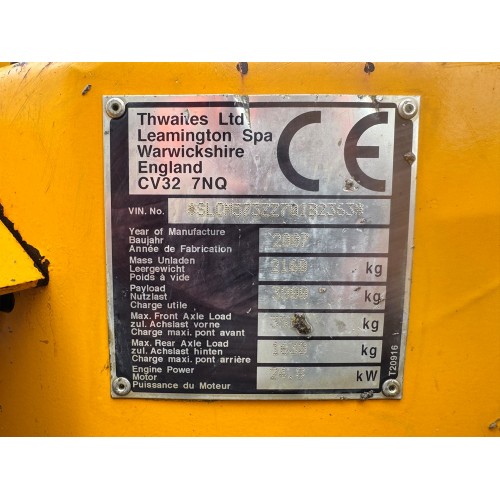 Thwaites Ltd
Leamington Spa
Warwickshire
England
CV32 7NQ
CE
VIN. No.
Year of Manufacture
Baujahr 2007
Année de Fabrication
Mass Unladen
Leergewicht kg
Poids à vide
Payload
Nutzlast kg
Charge utile
Max. Front Axle Load
zul. Achslast vorne kg
Charge maxi. pont avant
Max. Rear Axle Load
zul. Achslast hinten kg
Charge maxi. pont arrière
Engine Power
Motor kW
Puissance du Moteur
T20916